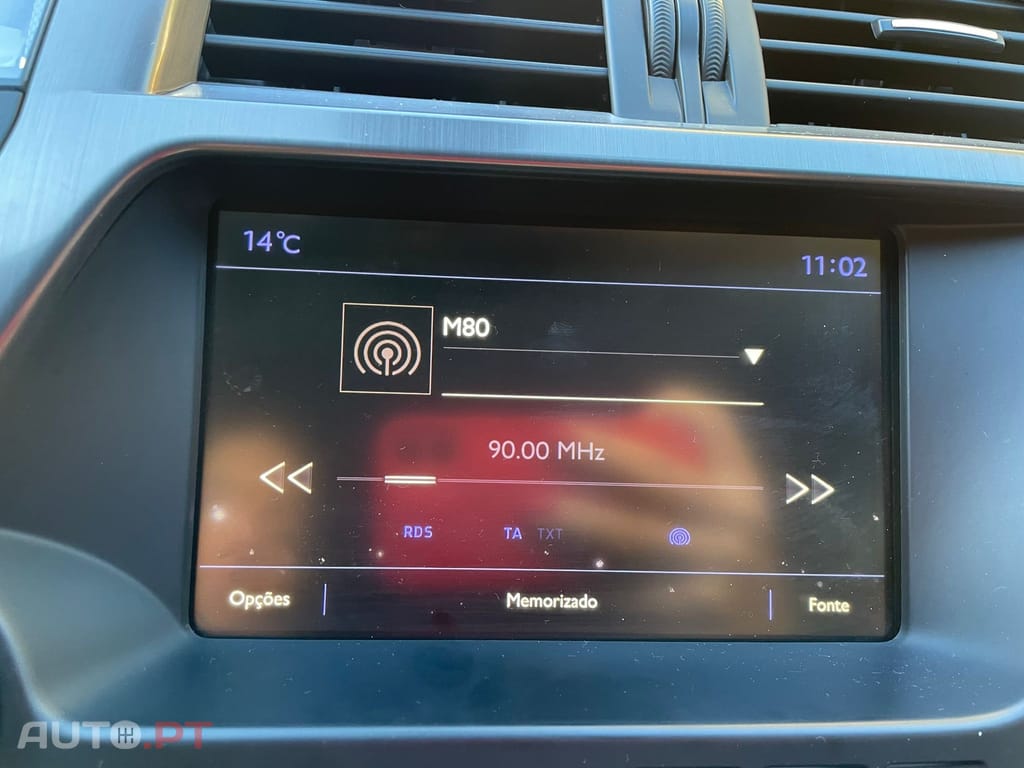 14°C
11:02
M80
90.00 MHz
RDS TA TXT
Opções Memorizado Fonte
AUTO.PT